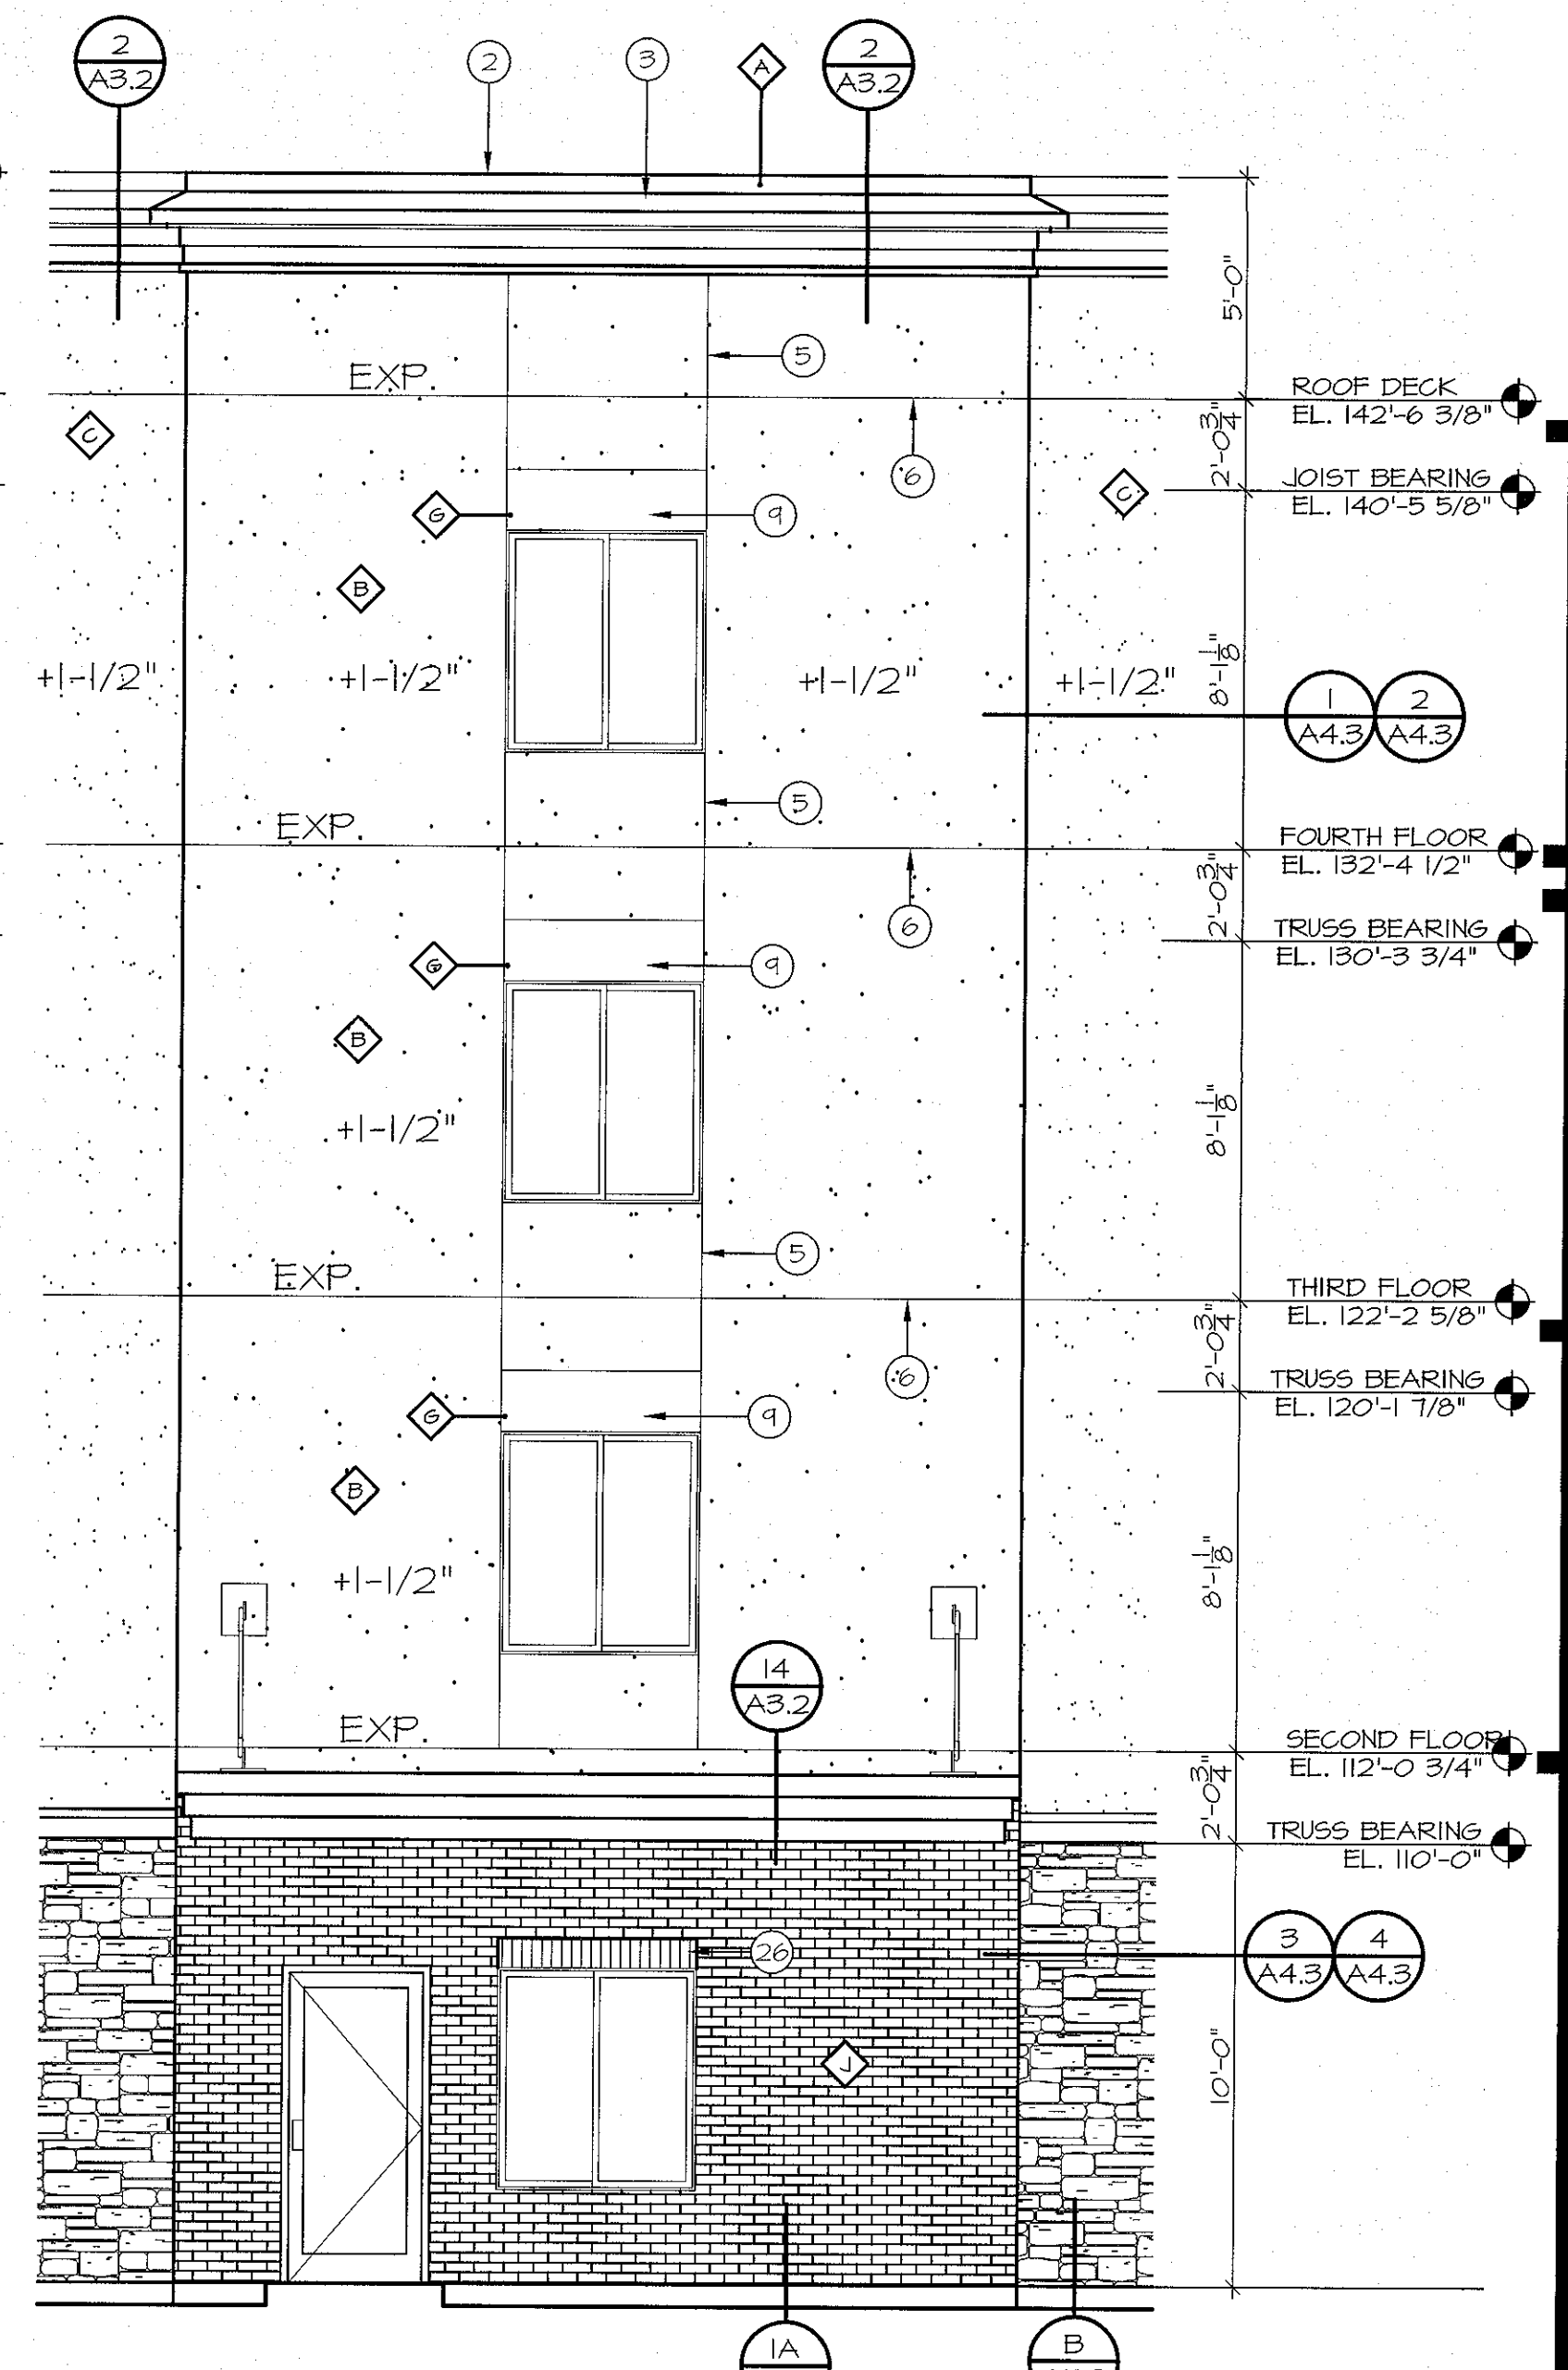 2
A3.2
2
3
A
2
A3.2
5'-0"
5
EXP.
ROOF DECK
EL. 142'-6 3/8"
C
2'-0 3/4"
6
JOIST BEARING
EL. 140'-5 5/8"
C
G
9
B
+1-1/2"
+1-1/2"
+1-1/2"
+1-1/2"
8'-1 1/8"
1
A4.3
2
A4.3
5
EXP.
FOURTH FLOOR
EL. 132'-4 1/2"
2'-0 3/4"
6
TRUSS BEARING
EL. 130'-3 3/4"
G
9
B
+1-1/2"
8'-1 1/8"
5
EXP.
THIRD FLOOR
EL. 122'-2 5/8"
2'-0 3/4"
6
TRUSS BEARING
EL. 120'-1 7/8"
G
9
B
+1-1/2"
8'-1 1/8"
14
A3.2
EXP.
SECOND FLOOR
EL. 112'-0 3/4"
2'-0 3/4"
TRUSS BEARING
EL. 110'-0"
26
3
A4.3
4
A4.3
J
10'-0"
1A
B